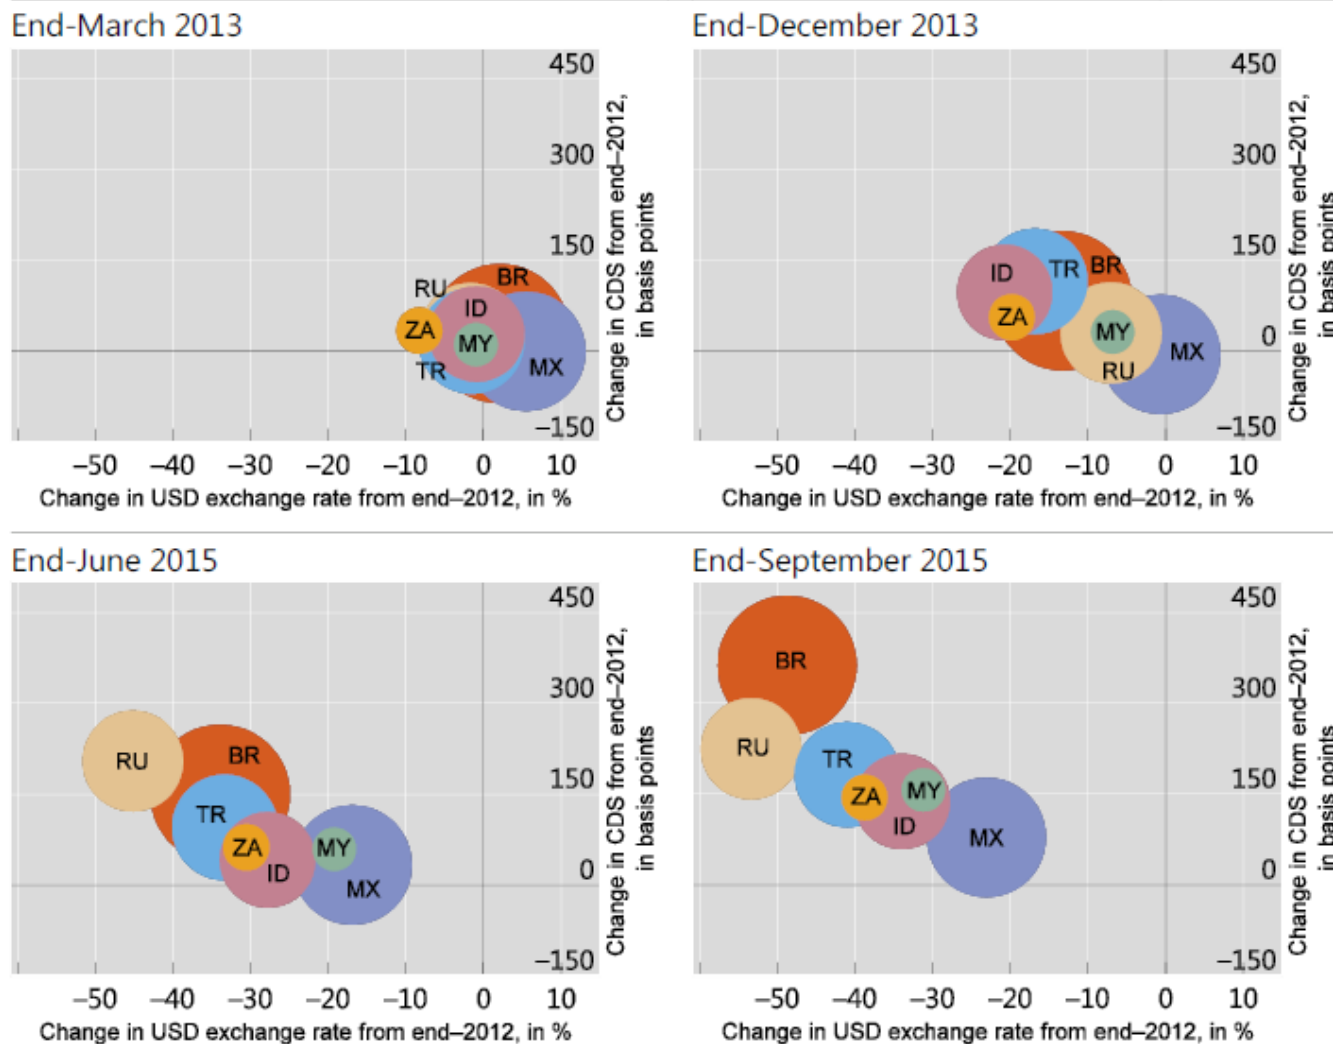 End-March 2013
450
300
150
0
–150
BR
RU
ID
ZA
MY
TR
MX
–50 –40 –30 –20 –10 0 10
Change in USD exchange rate from end–2012, in %
Change in CDS from end–2012,
in basis points
End-December 2013
450
300
150
0
–150
ID
TR
BR
ZA
MY
RU
MX
–50 –40 –30 –20 –10 0 10
Change in USD exchange rate from end–2012, in %
Change in CDS from end–2012,
in basis points
End-June 2015
450
300
150
0
–150
RU
BR
TR
ZA
ID
MY
MX
–50 –40 –30 –20 –10 0 10
Change in USD exchange rate from end–2012, in %
Change in CDS from end–2012,
in basis points
End-September 2015
450
300
150
0
–150
BR
RU
TR
ZA
MY
ID
MX
–50 –40 –30 –20 –10 0 10
Change in USD exchange rate from end–2012, in %
Change in CDS from end–2012,
in basis points